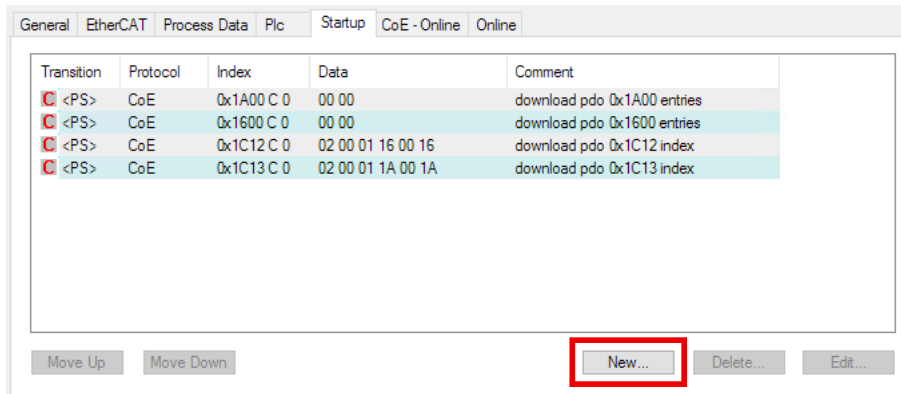 General EtherCAT Process Data Plc Startup CoE - Online Online
Transition Protocol Index Data Comment
C <PS> CoE 0x1A00 C 0 00 00 download pdo 0x1A00 entries
C <PS> CoE 0x1600 C 0 00 00 download pdo 0x1600 entries
C <PS> CoE 0x1C12 C 0 02 00 01 16 00 16 download pdo 0x1C12 index
C <PS> CoE 0x1C13 C 0 02 00 01 1A 00 1A download pdo 0x1C13 index
Move Up Move Down New... Delete... Edit...